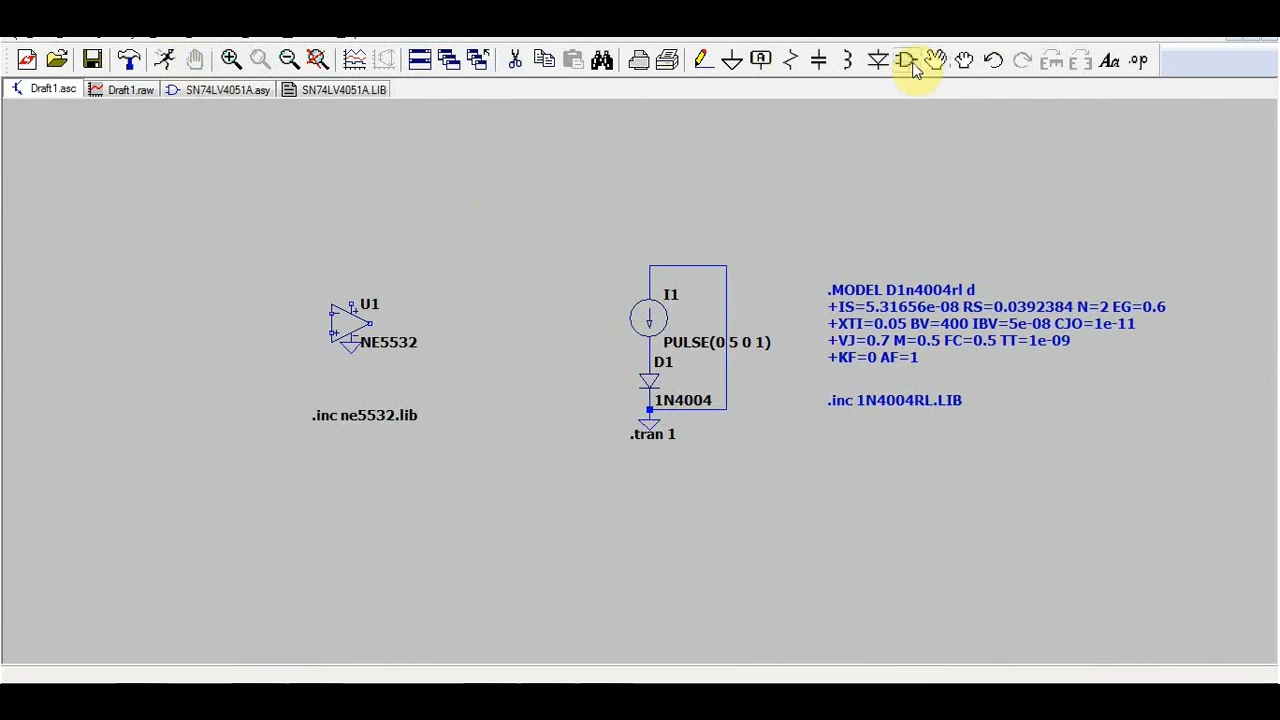 Draft1.asc
Draft1.raw
SN74LV4051A.asy
SN74LV4051A.LIB
A
Aa
.op
U1
NE5532
.inc ne5532.lib
I1
PULSE(0 5 0 1)
D1
1N4004
.tran 1
.MODEL D1n4004rl d
+IS=5.31656e-08 RS=0.0392384 N=2 EG=0.6
+XTI=0.05 BV=400 IBV=5e-08 CJO=1e-11
+VJ=0.7 M=0.5 FC=0.5 TT=1e-09
+KF=0 AF=1
.inc 1N4004RL.LIB